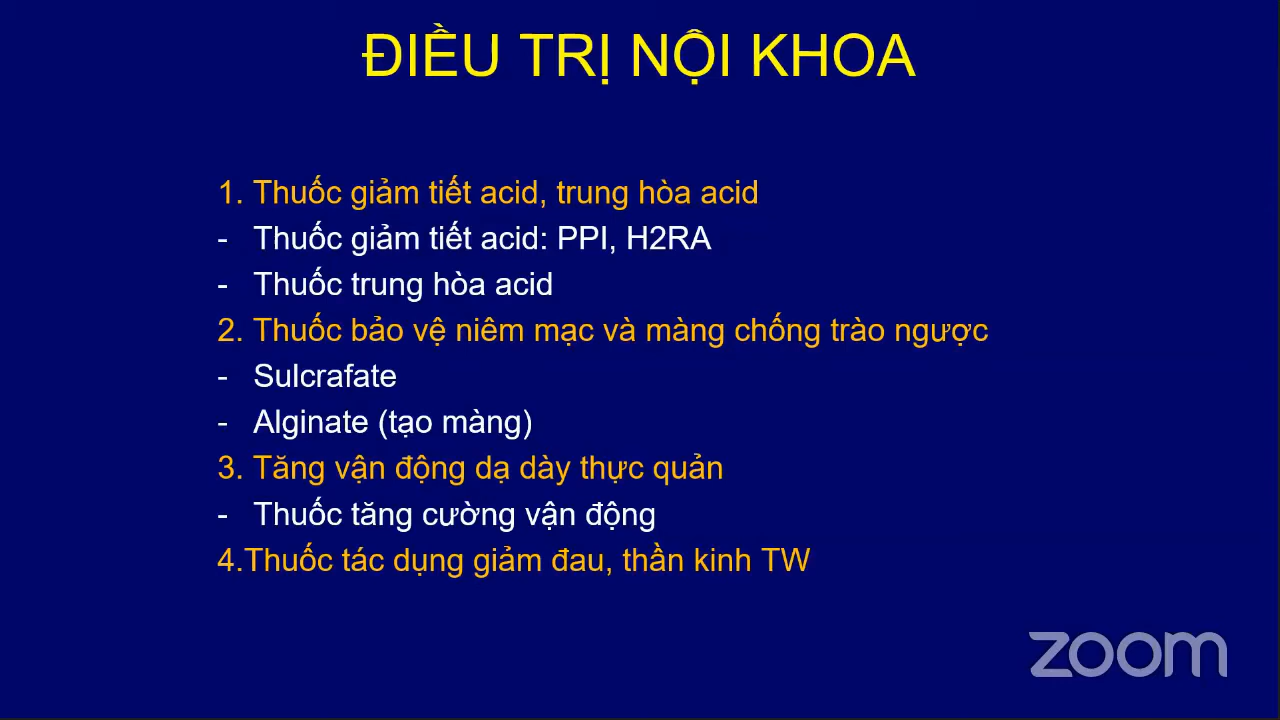 ĐIỀU TRỊ NỘI KHOA
1. Thuốc giảm tiết acid, trung hòa acid
- Thuốc giảm tiết acid: PPI, H2RA
- Thuốc trung hòa acid
2. Thuốc bảo vệ niêm mạc và màng chống trào ngược
- Sulcrafate
- Alginate (tạo màng)
3. Tăng vận động dạ dày thực quản
- Thuốc tăng cường vận động
4.Thuốc tác dụng giảm đau, thần kinh TW
zoom